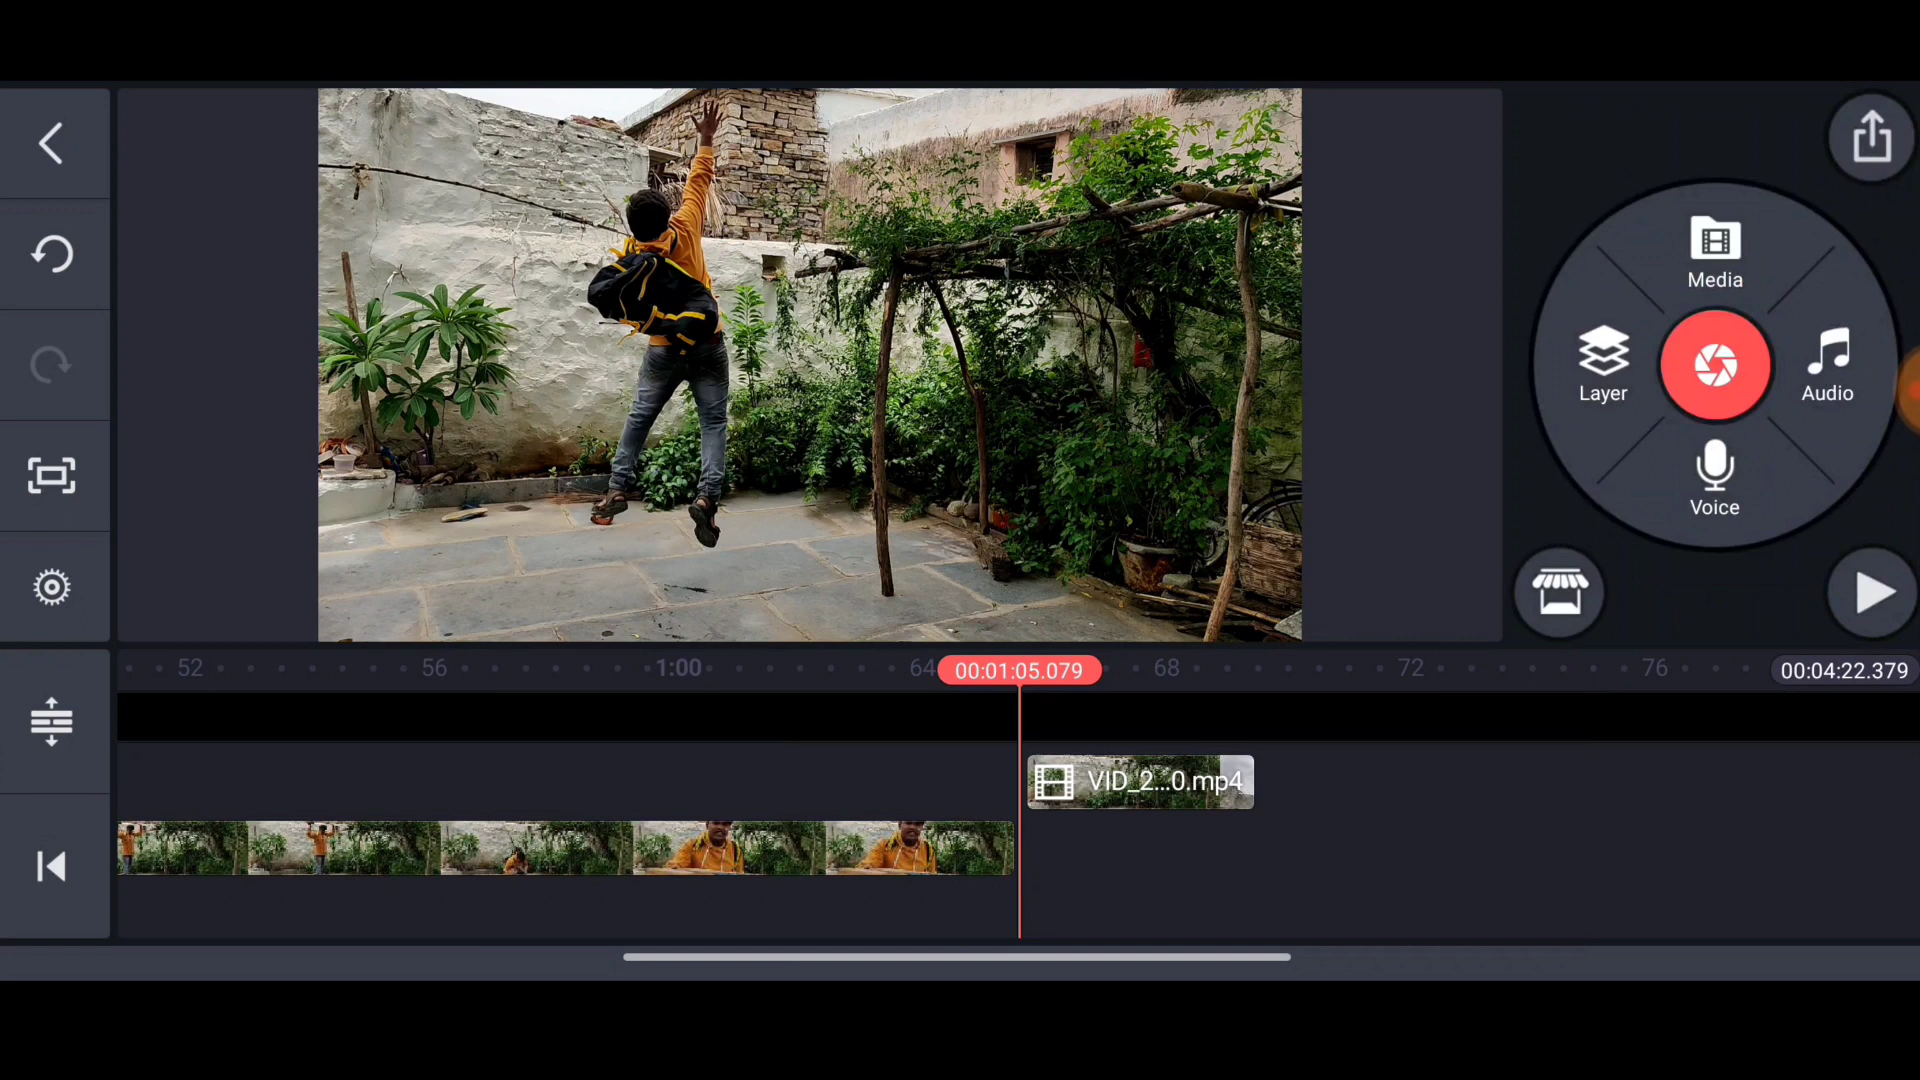 Media
Layer
Audio
Voice
52 56 1:00 64 00:01:05.079 68 72 76 00:04:22.379
VID_2...0.mp4